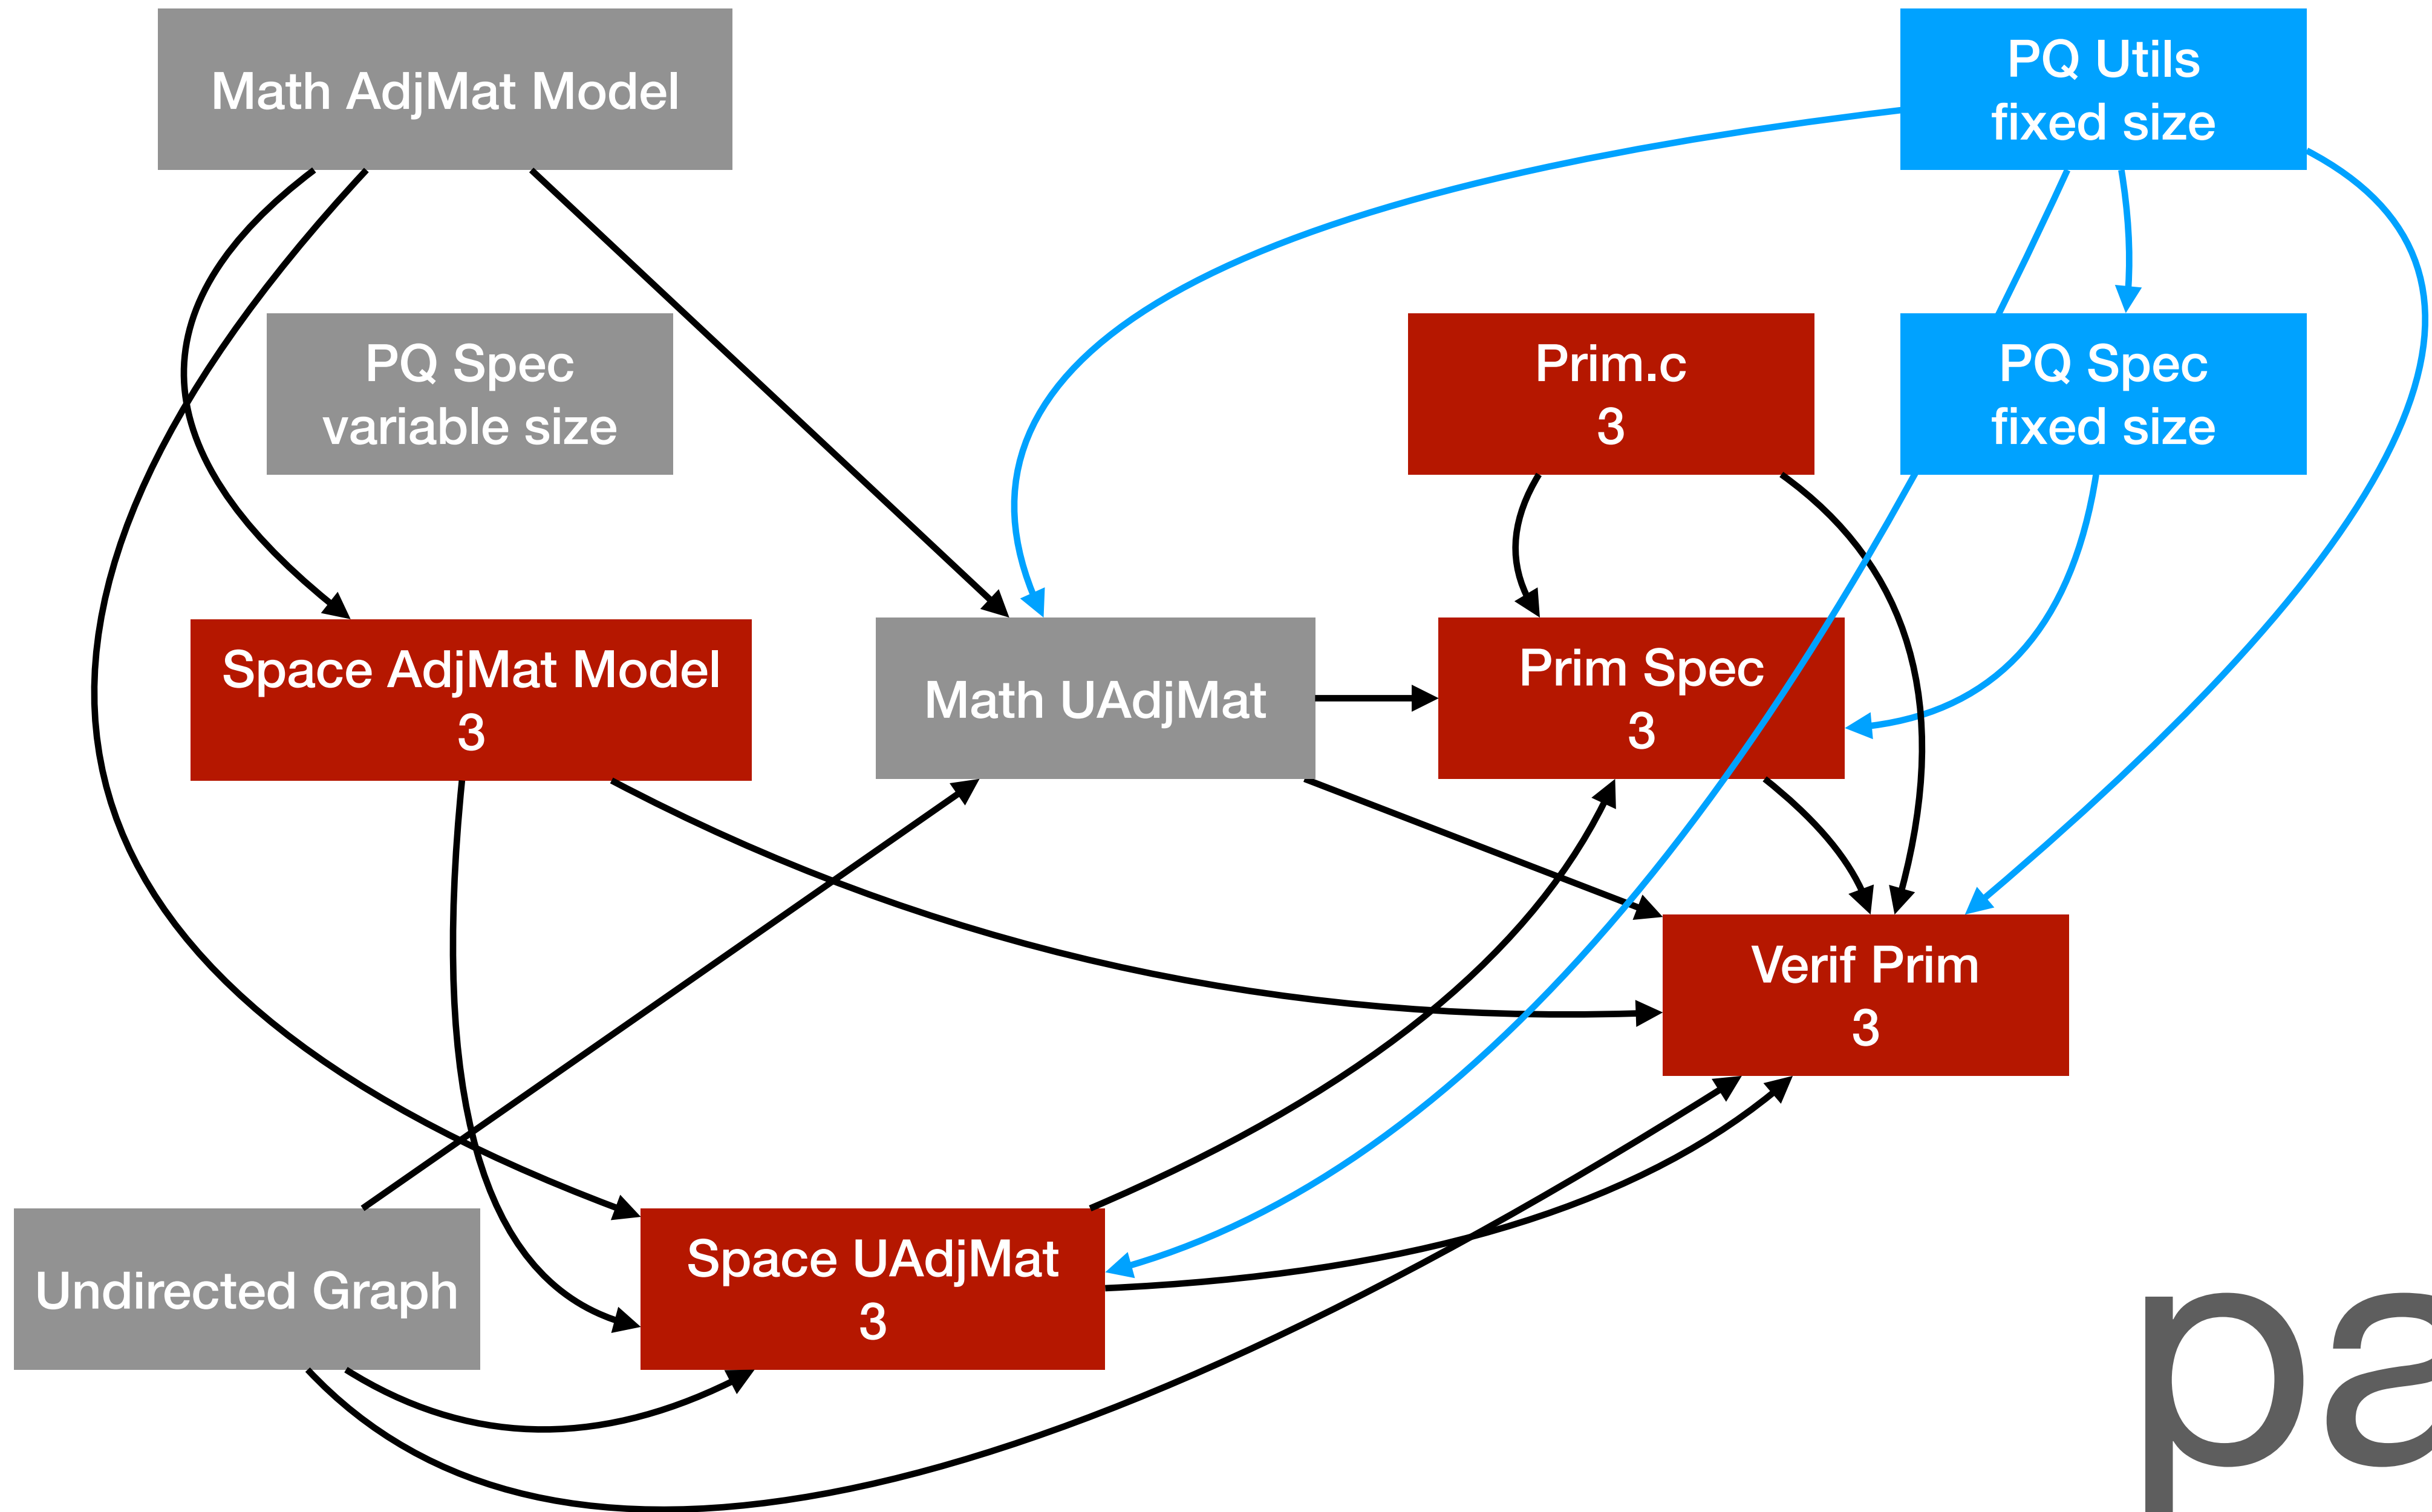 Math AdjMat Model
PQ Utils
fixed size
PQ Spec
variable size
Prim.c
3
PQ Spec
fixed size
Space AdjMat Model
3
Math UAdjMat
Prim Spec
3
Verif Prim
3
Undirected Graph
Space UAdjMat
3
pa